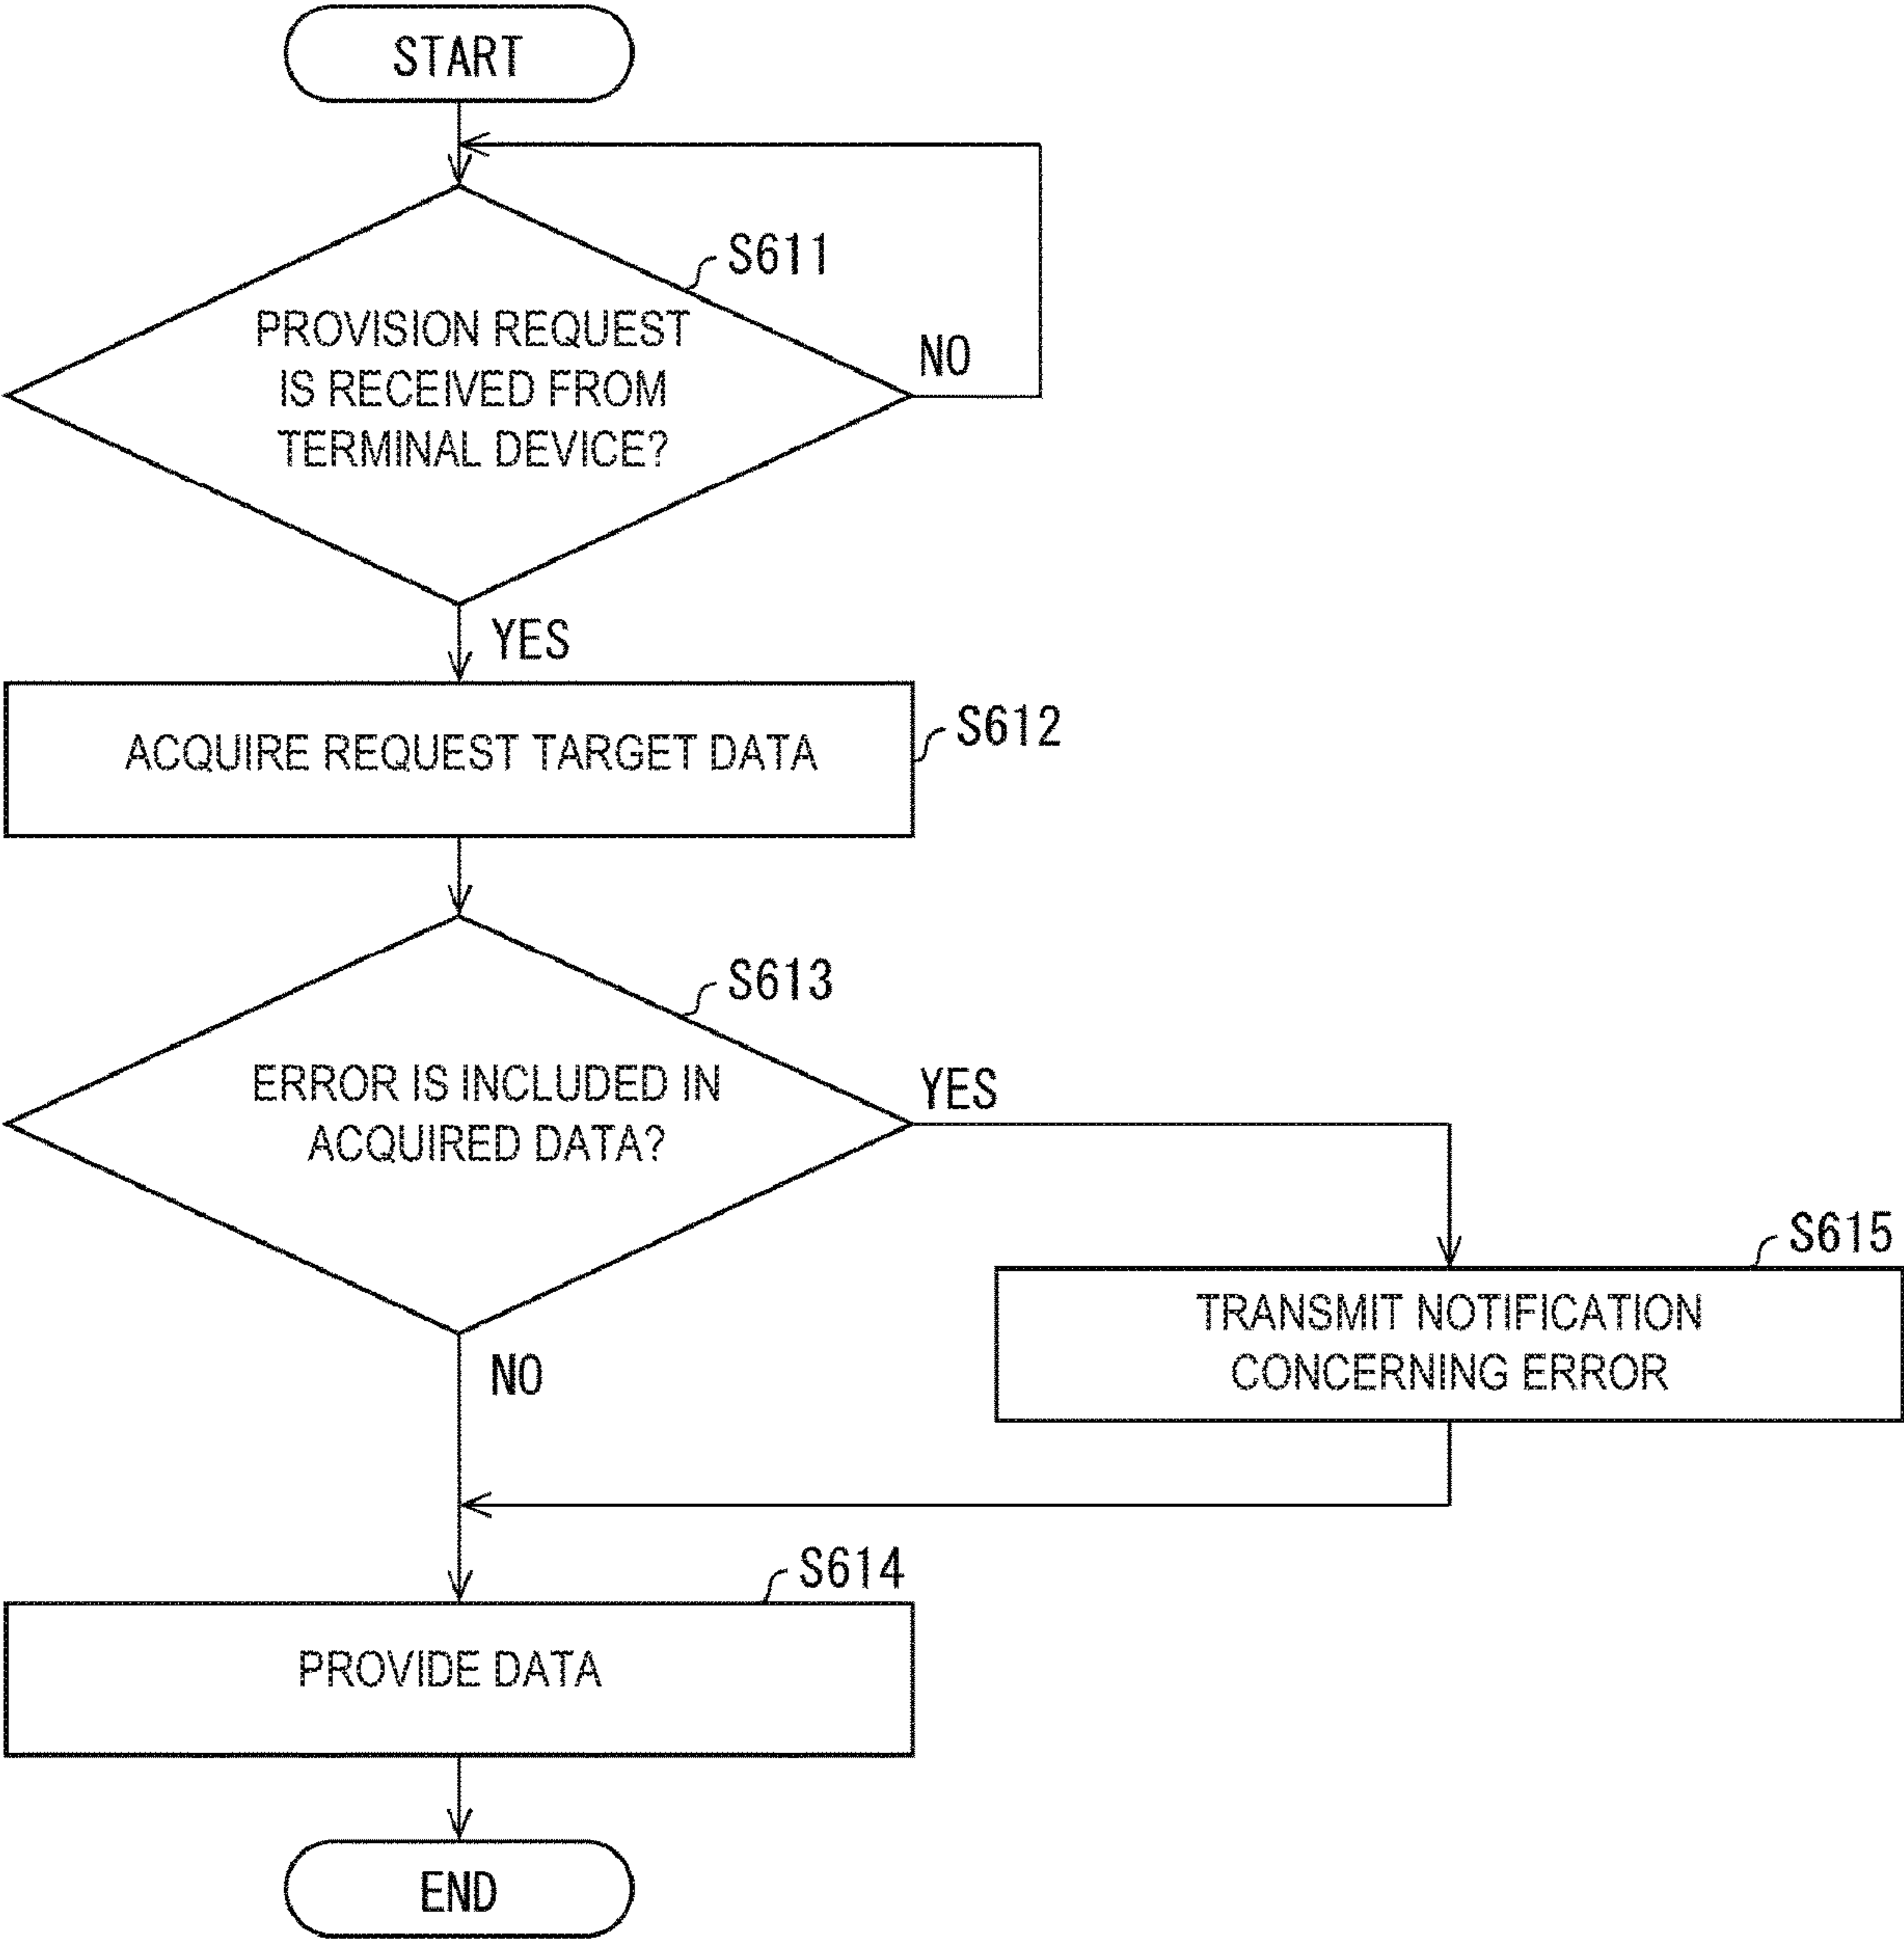 START
S611
PROVISION REQUEST
IS RECEIVED FROM
TERMINAL DEVICE?
NO
YES
ACQUIRE REQUEST TARGET DATA
S612
S613
ERROR IS INCLUDED IN
ACQUIRED DATA?
YES
NO
S615
TRANSMIT NOTIFICATION
CONCERNING ERROR
S614
PROVIDE DATA
END